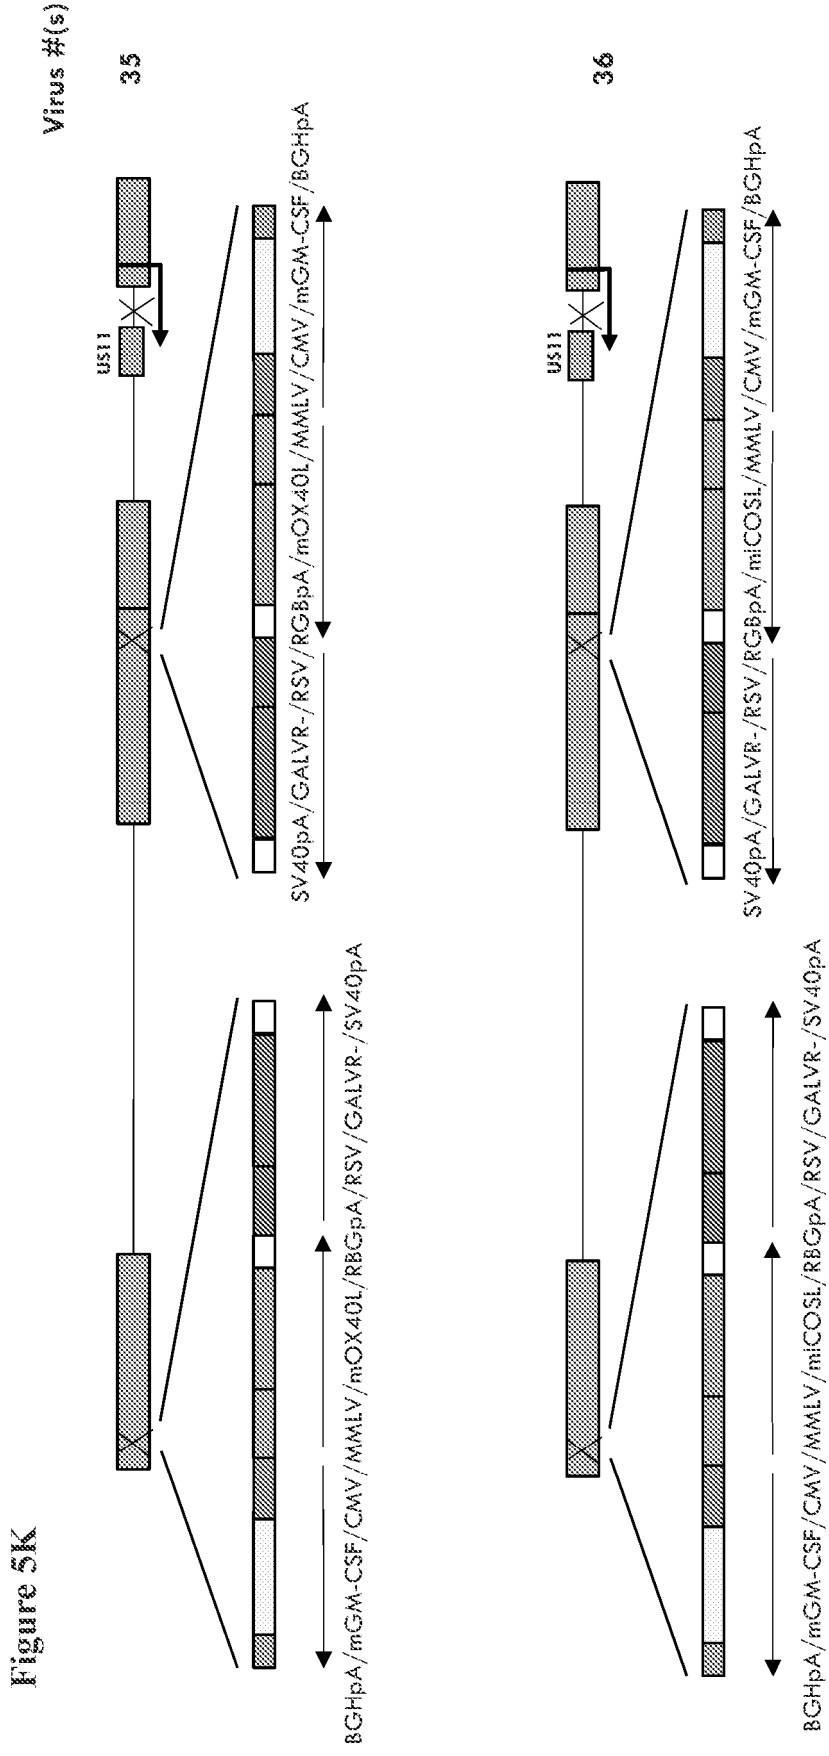 Figure 5K
Virus #(s)
US11
35
BGHpA/mGM-CSF/CMV/MMLV/mOX40L/RBGpA/RSV/GALVR-/SV40pA
SV40pA/GALVR-/RSV/RGBpA/mOX40L/MMLV/CMV/mGM-CSF/BGHpA
US11
36
BGHpA/mGM-CSF/CMV/MMLV/miCOSL/RBGpA/RSV/GALVR-/SV40pA
SV40pA/GALVR-/RSV/RGBpA/miCOSL/MMLV/CMV/mGM-CSF/BGHpA